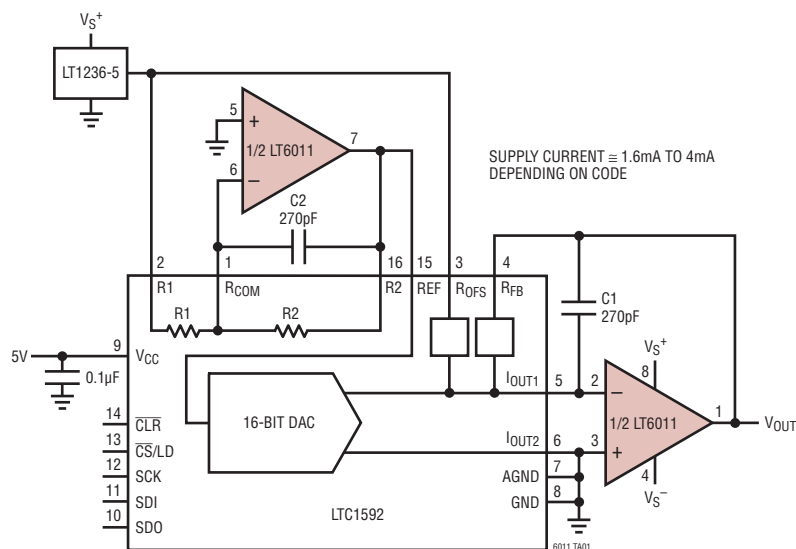 VS+
LT1236-5
5
+
7
1/2 LT6011
6
–
SUPPLY CURRENT ≅ 1.6mA TO 4mA
DEPENDING ON CODE
C2
270pF
2
1
16
15
3
4
R1
RCOM
R2
REF
ROFS
RFB
R1
R2
C1
270pF
5V
9
VCC
0.1µF
16-BIT DAC
IOUT1
5
2
–
VS+
8
1/2 LT6011
1
VOUT
IOUT2
6
3
+
4
VS–
14
CLR
13
CS/LD
12
SCK
11
SDI
10
SDO
AGND
7
GND
8
LTC1592
6011 TA01